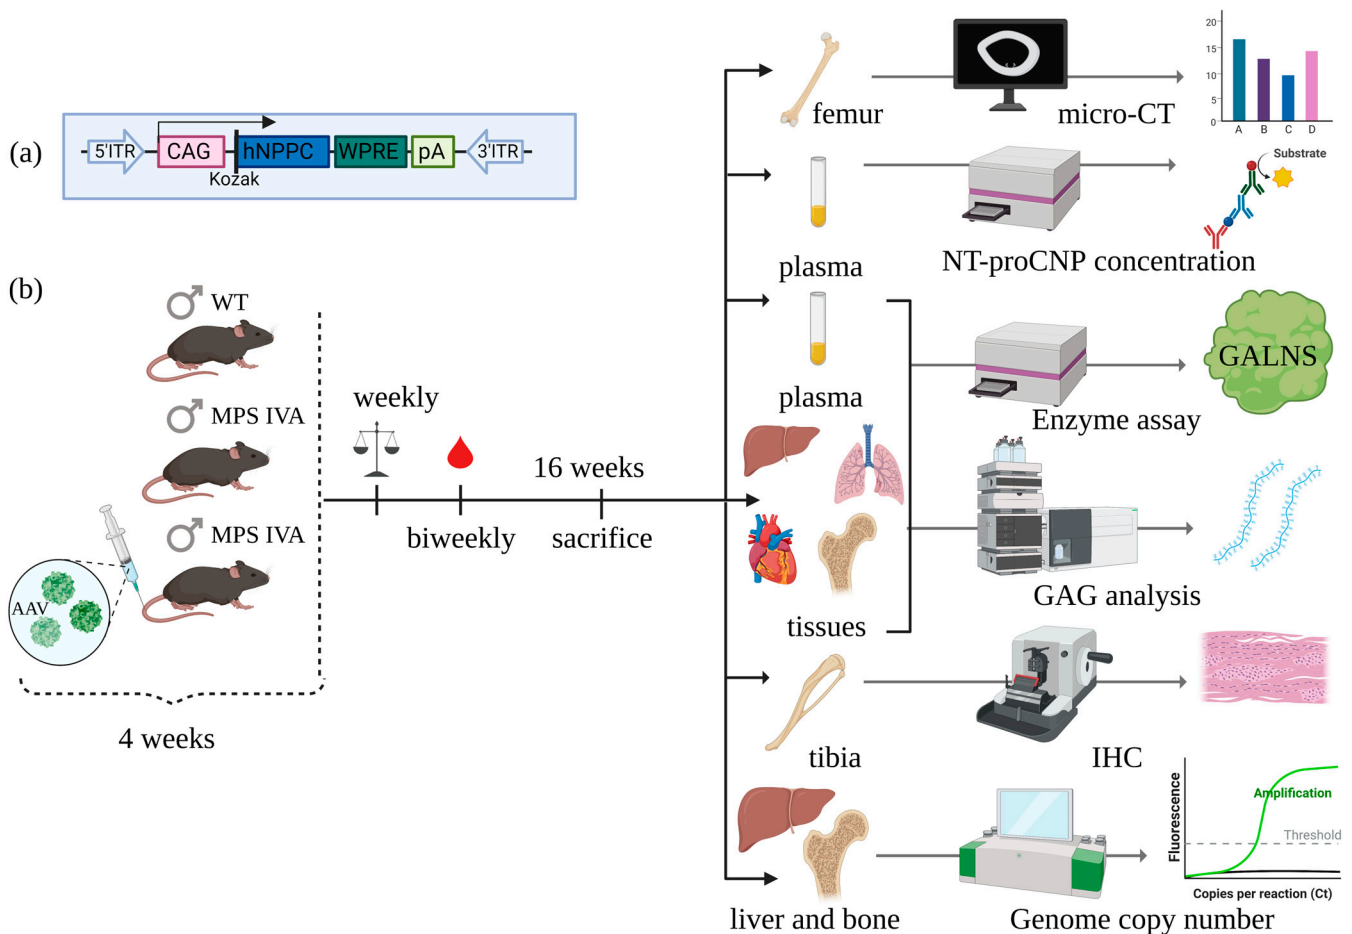 (a)
5'ITR CAG hNPPC WPRE pA 3'ITR
Kozak
(b)
WT
MPS IVA
MPS IVA
AAV
4 weeks
weekly
biweekly
16 weeks
sacrifice
femur
micro-CT
20
15
10
5
0
A B C D
plasma
NT-proCNP concentration
Substrate
plasma
Enzyme assay
GALNS
tissues
GAG analysis
tibia
IHC
liver and bone
Genome copy number
Fluorescence
Amplification
Threshold
Copies per reaction (Ct)